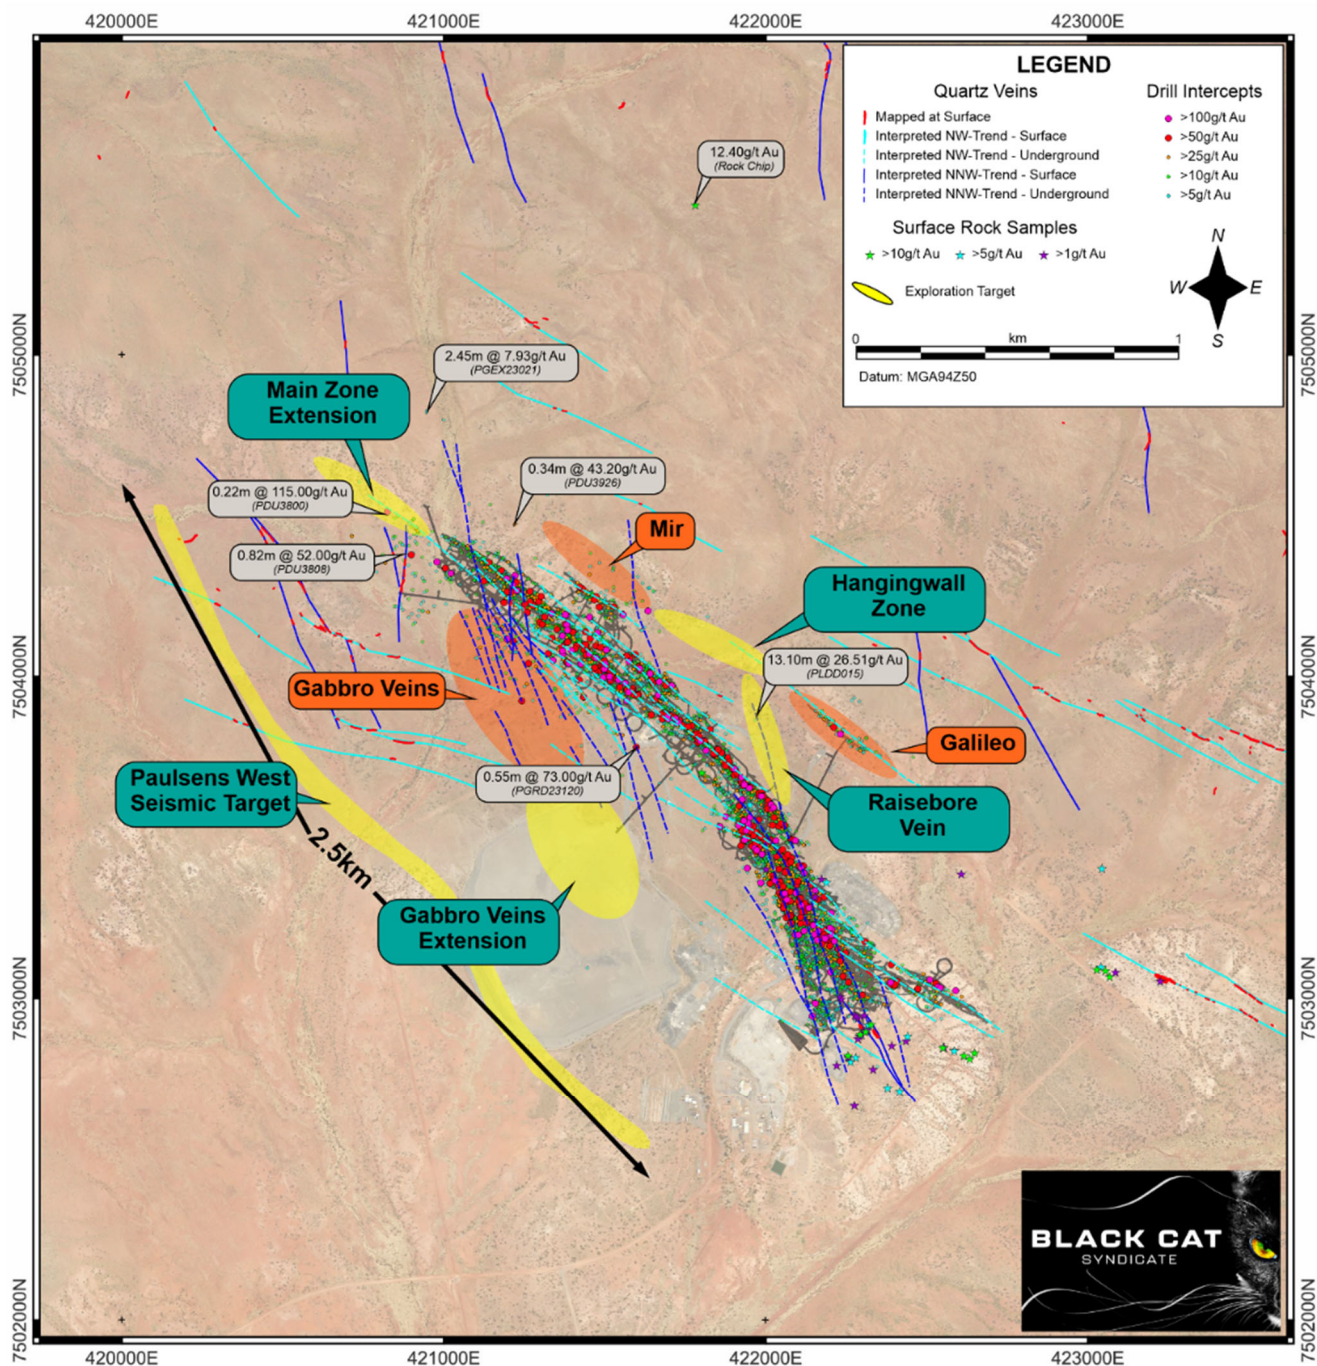 420000E
421000E
422000E
423000E
LEGEND
Quartz Veins
Mapped at Surface
Interpreted NW-Trend - Surface
Interpreted NW-Trend - Underground
Interpreted NNW-Trend - Surface
Interpreted NNW-Trend - Underground
Drill Intercepts
>100g/t Au
>50g/t Au
>25g/t Au
>10g/t Au
>5g/t Au
Surface Rock Samples
>10g/t Au
>5g/t Au
>1g/t Au
Exploration Target
N
W
E
S
0
km
1
Datum: MGA94Z50
12.40g/t Au
(Rock Chip)
7505000N
7505000N
2.45m @ 7.93g/t Au
(PGEX23021)
Main Zone
Extension
0.34m @ 43.20g/t Au
(PDU3926)
0.22m @ 115.00g/t Au
(PDU3800)
Mir
0.82m @ 52.00g/t Au
(PDU3808)
Hangingwall
Zone
13.10m @ 26.51g/t Au
(PLDD015)
7504000N
7504000N
Gabbro Veins
Galileo
0.55m @ 73.00g/t Au
(PGRD23120)
Paulsens West
Seismic Target
Raisebore
Vein
2.5km
Gabbro Veins
Extension
7503000N
7503000N
BLACK CAT
SYNDICATE
7502000N
7502000N
420000E
421000E
422000E
423000E